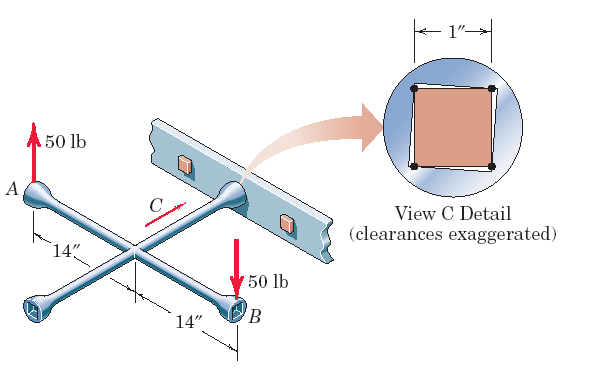 1″
50 lb
A
C
View C Detail
(clearances exaggerated)
14″
50 lb
14″
B